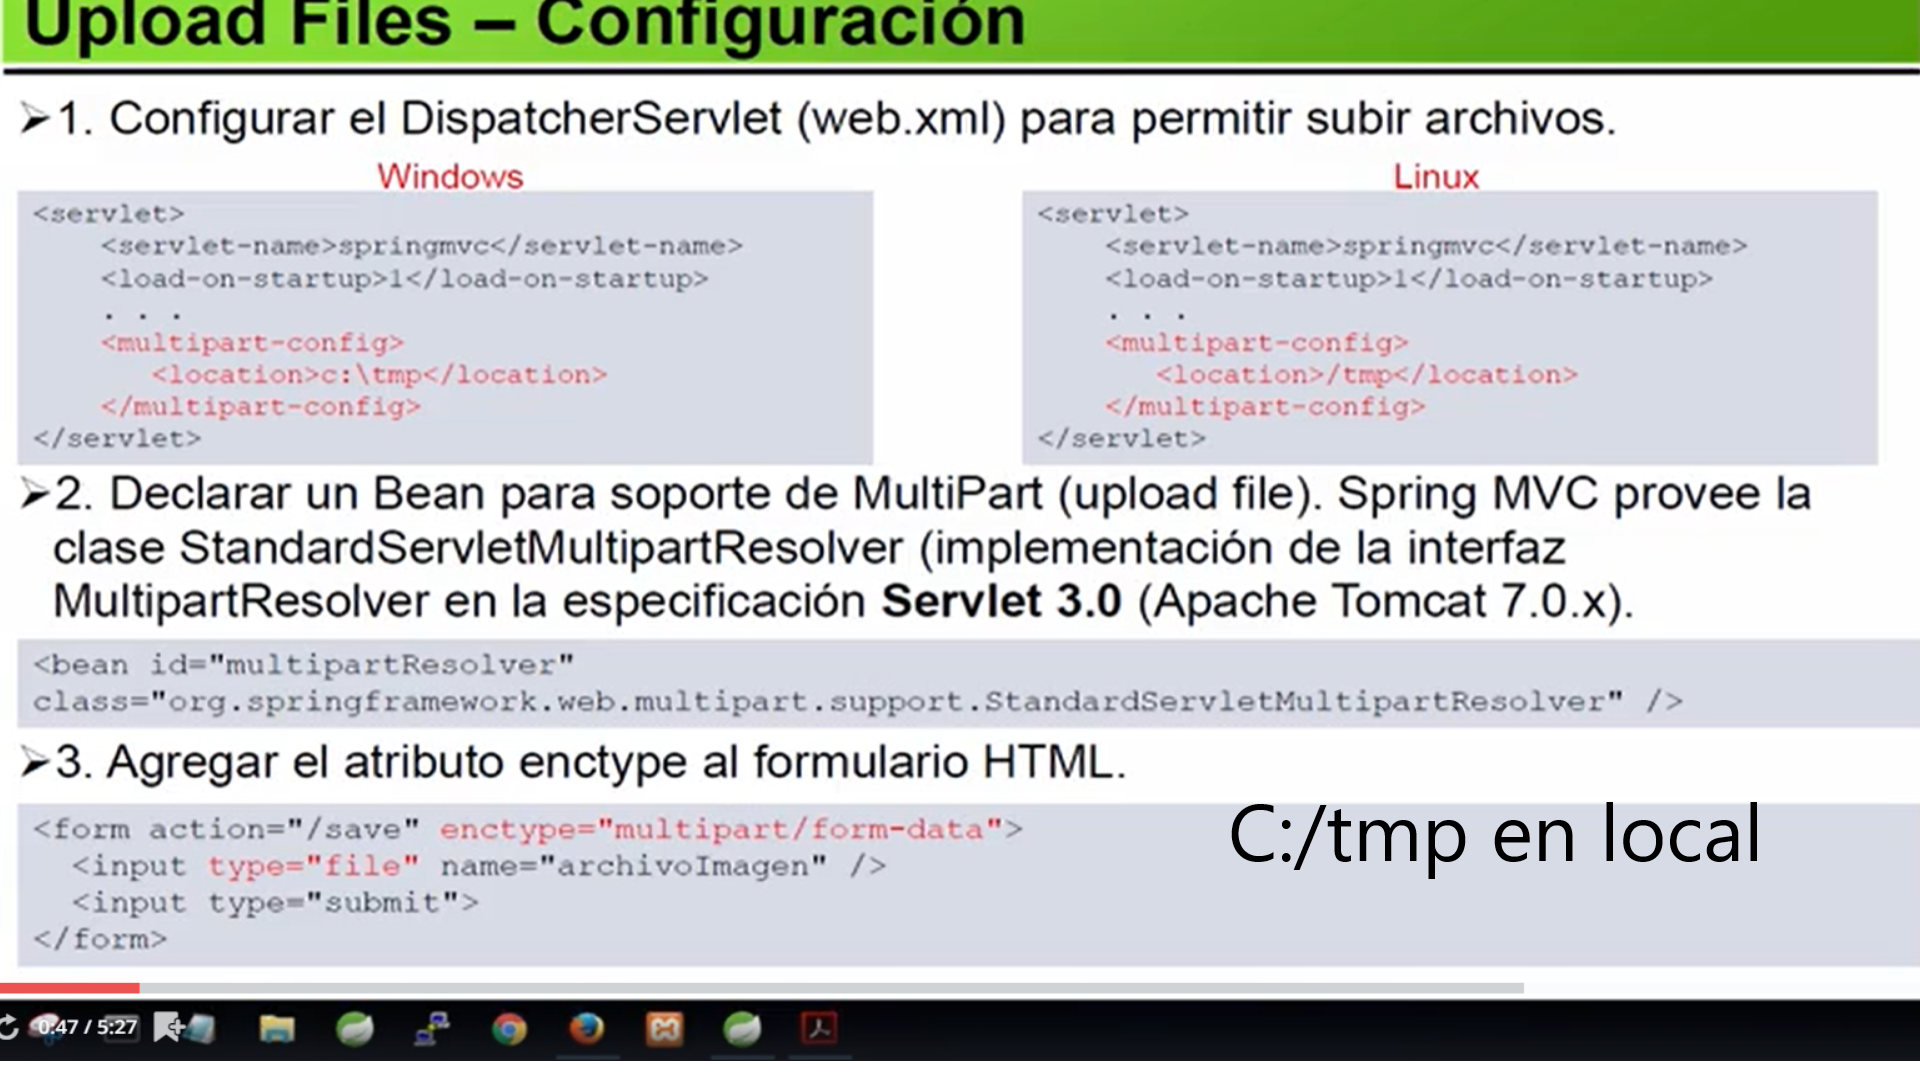 Upload Files – Configuración
➢1. Configurar el DispatcherServlet (web.xml) para permitir subir archivos.
Windows
<servlet>
<servlet-name>springmvc</servlet-name>
<load-on-startup>1</load-on-startup>
. . .
<multipart-config>
<location>c:\tmp</location>
</multipart-config>
</servlet>
Linux
<servlet>
<servlet-name>springmvc</servlet-name>
<load-on-startup>1</load-on-startup>
. . .
<multipart-config>
<location>/tmp</location>
</multipart-config>
</servlet>
➢2. Declarar un Bean para soporte de MultiPart (upload file). Spring MVC provee la
clase StandardServletMultipartResolver (implementación de la interfaz
MultipartResolver en la especificación Servlet 3.0 (Apache Tomcat 7.0.x).
<bean id="multipartResolver"
class="org.springframework.web.multipart.support.StandardServletMultipartResolver" />
➢3. Agregar el atributo enctype al formulario HTML.
<form action="/save" enctype="multipart/form-data">
<input type="file" name="archivoImagen" />
<input type="submit">
</form>
C:/tmp en local
0:47 / 5:27